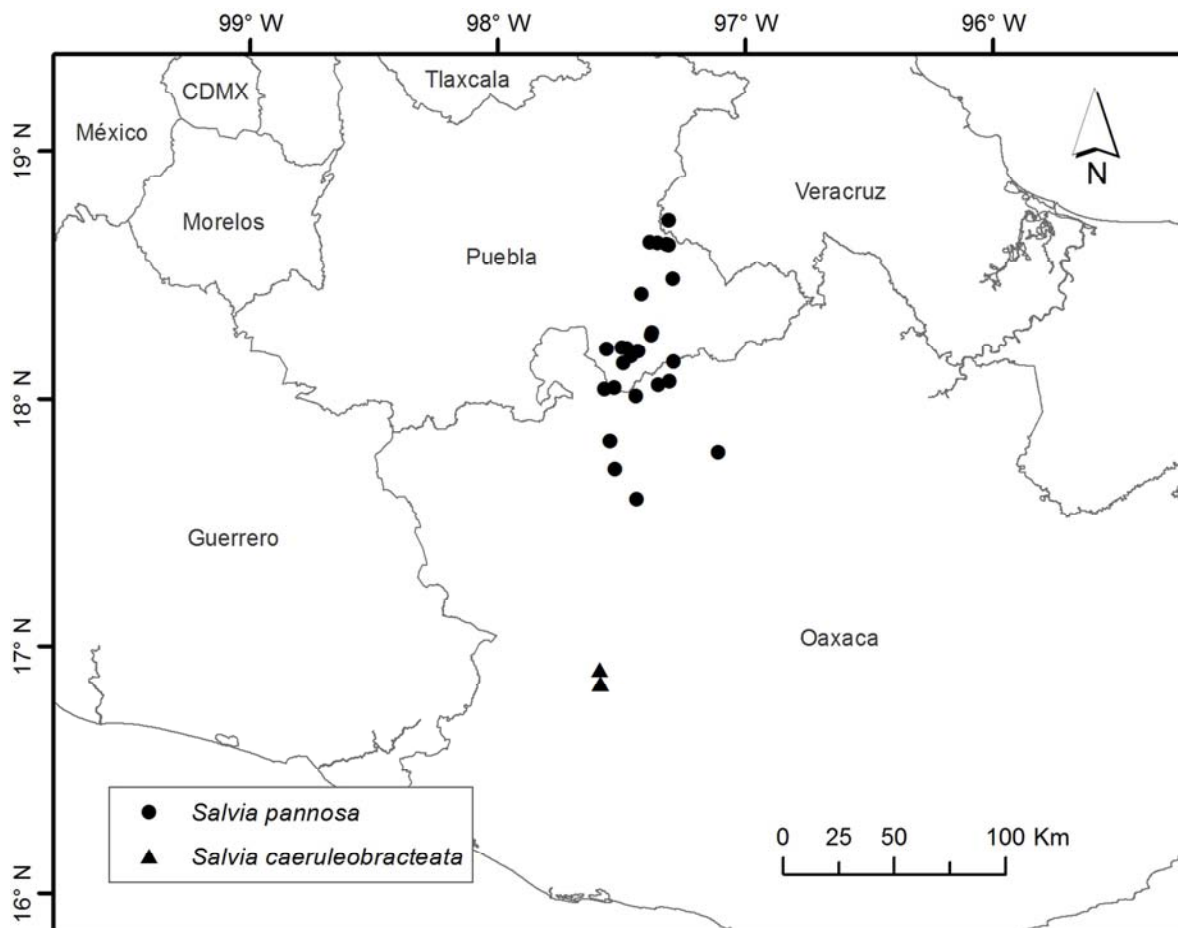 99° W 98° W 97° W 96° W
CDMX
Tlaxcala
México
19° N
N
Veracruz
Morelos
Puebla
18° N
Guerrero
17° N
Oaxaca
Salvia pannosa
0 25 50 100 Km
Salvia caeruleobracteata
16° N